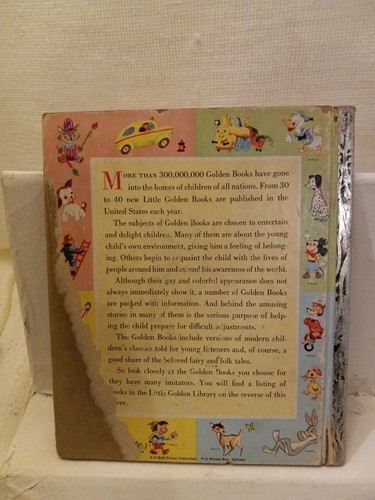 MORE THAN 300,000,000 Golden Books have gone
into the homes of children of all nations. From 30
to 40 new Little Golden Books are published in the
United States each year.
The subjects of Golden Books are chosen to entertain
and delight children. Many of them are about the young
child's own environment, giving him a feeling of belong-
ing. Others begin to acquaint the child with the lives of
people around him and extend his awareness of the world.
Although their gay and colorful appearance does not
always immediately show it, a number of Golden Books
are packed with information. And behind the amusing
stories in many of them is the serious purpose of help-
ing the child prepare for difficult adjustments.
The Golden Books include versions of modern chil-
dren's classics told for young listeners and, of course, a
good share of the beloved fairy and folk tales.
So look closely at the Golden Books you choose for
they have many imitators. You will find a listing of
ooks in the Little Golden Library on the reverse of this
ver.
© Walt Disney Productions
© Warner Bros. Cartoons